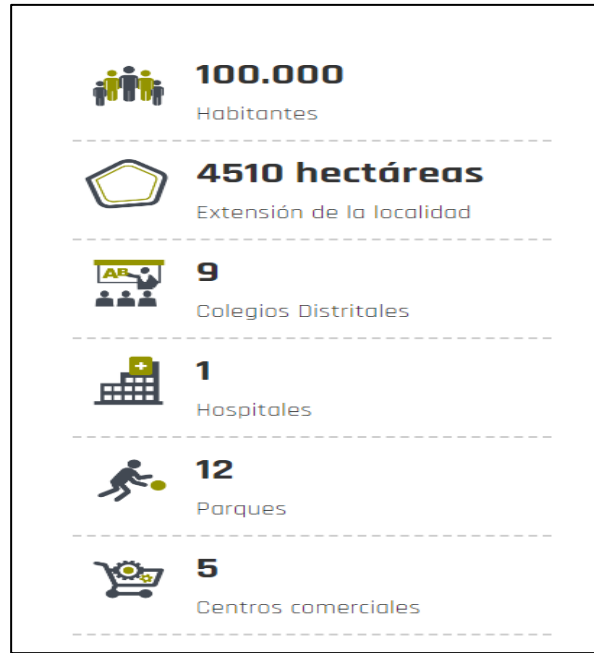 100.000
Habitantes
4510 hectáreas
Extensión de la localidad
AB
9
Colegios Distritales
1
Hospitales
12
Parques
5
Centros comerciales